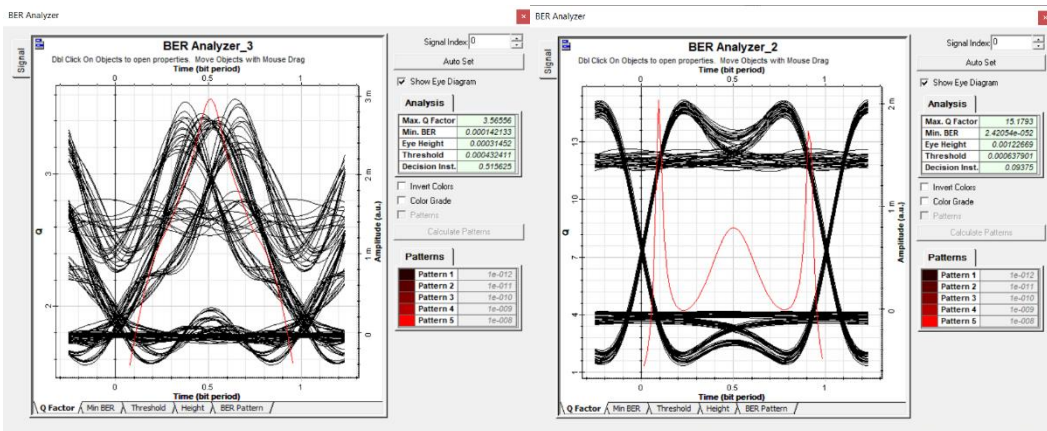 BER Analyzer
BER Analyzer_3
Dbl Click On Objects to open properties. Move Objects with Mouse Drag
Time (bit period)
0 0.5 1
Signal
Q
3
2
3 m
2 m
1 m
0
Amplitude (a.u.)
0 0.5 1
Time (bit period)
Q Factor Min BER Threshold Height BER Pattern
Signal Index: 0
Auto Set
Show Eye Diagram
Analysis
Max. Q Factor 3.56556
Min. BER 0.000142133
Eye Height 0.00031452
Threshold 0.000432411
Decision Inst. 0.515625
Invert Colors
Color Grade
Patterns
Calculate Patterns
Patterns
Pattern 1 1e-012
Pattern 2 1e-011
Pattern 3 1e-010
Pattern 4 1e-009
Pattern 5 1e-008
BER Analyzer
BER Analyzer_2
Dbl Click On Objects to open properties. Move Objects with Mouse Drag
Time (bit period)
0 0.5 1
Signal
Q
13
10
7
4
1
2 m
1 m
0
Amplitude (a.u.)
0 0.5 1
Time (bit period)
Q Factor Min BER Threshold Height BER Pattern
Signal Index: 0
Auto Set
Show Eye Diagram
Analysis
Max. Q Factor 15.1793
Min. BER 2.42054e-052
Eye Height 0.00122669
Threshold 0.000637901
Decision Inst. 0.09375
Invert Colors
Color Grade
Patterns
Calculate Patterns
Patterns
Pattern 1 1e-012
Pattern 2 1e-011
Pattern 3 1e-010
Pattern 4 1e-009
Pattern 5 1e-008